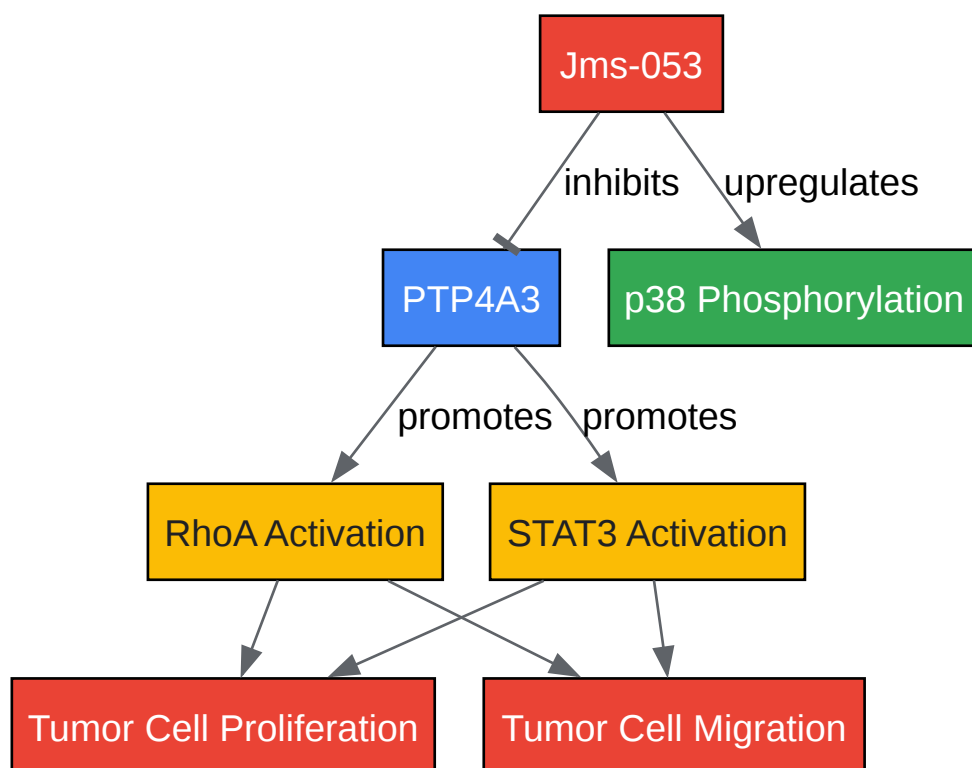 Jms-053
inhibits
upregulates
PTP4A3
p38 Phosphorylation
promotes
promotes
RhoA Activation
STAT3 Activation
Tumor Cell Proliferation
Tumor Cell Migration